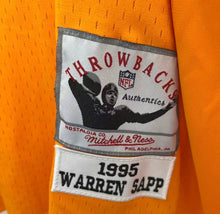 THROWBACKS
NFL
Authentics
NOSTALGIA CO.
Mitchell & Ness
PHILADELPHIA, PA
1995
WARREN SAPP